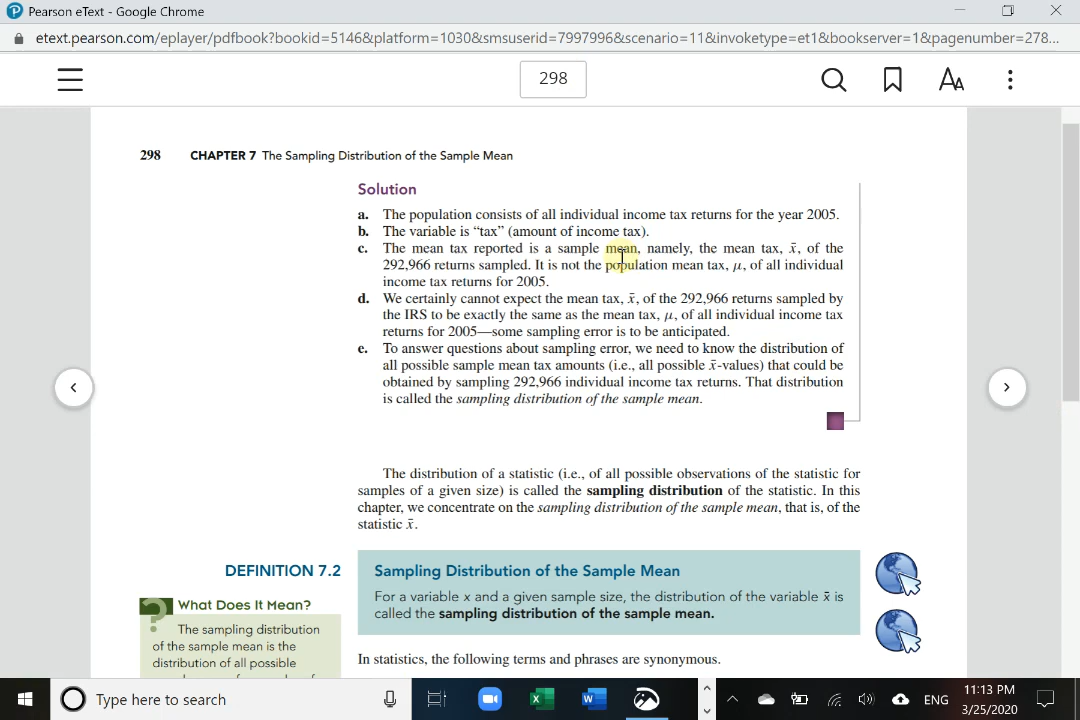 Pearson eText - Google Chrome
etext.pearson.com/eplayer/pdfbook?bookid=5146&platform=1030&smsuserid=7997996&scenario=11&invoketype=et1&bookserver=1&pagenumber=278...
298
298 CHAPTER 7 The Sampling Distribution of the Sample Mean
Solution
a. The population consists of all individual income tax returns for the year 2005.
b. The variable is “tax” (amount of income tax).
c. The mean tax reported is a sample mean, namely, the mean tax, x̄, of the
292,966 returns sampled. It is not the population mean tax, μ, of all individual
income tax returns for 2005.
d. We certainly cannot expect the mean tax, x̄, of the 292,966 returns sampled by
the IRS to be exactly the same as the mean tax, μ, of all individual income tax
returns for 2005—some sampling error is to be anticipated.
e. To answer questions about sampling error, we need to know the distribution of
all possible sample mean tax amounts (i.e., all possible x̄-values) that could be
obtained by sampling 292,966 individual income tax returns. That distribution
is called the sampling distribution of the sample mean.
The distribution of a statistic (i.e., of all possible observations of the statistic for
samples of a given size) is called the sampling distribution of the statistic. In this
chapter, we concentrate on the sampling distribution of the sample mean, that is, of the
statistic x̄.
DEFINITION 7.2
Sampling Distribution of the Sample Mean
For a variable x and a given sample size, the distribution of the variable x̄ is
called the sampling distribution of the sample mean.
? What Does It Mean?
The sampling distribution
of the sample mean is the
distribution of all possible
In statistics, the following terms and phrases are synonymous.
Type here to search
ENG
11:13 PM
3/25/2020